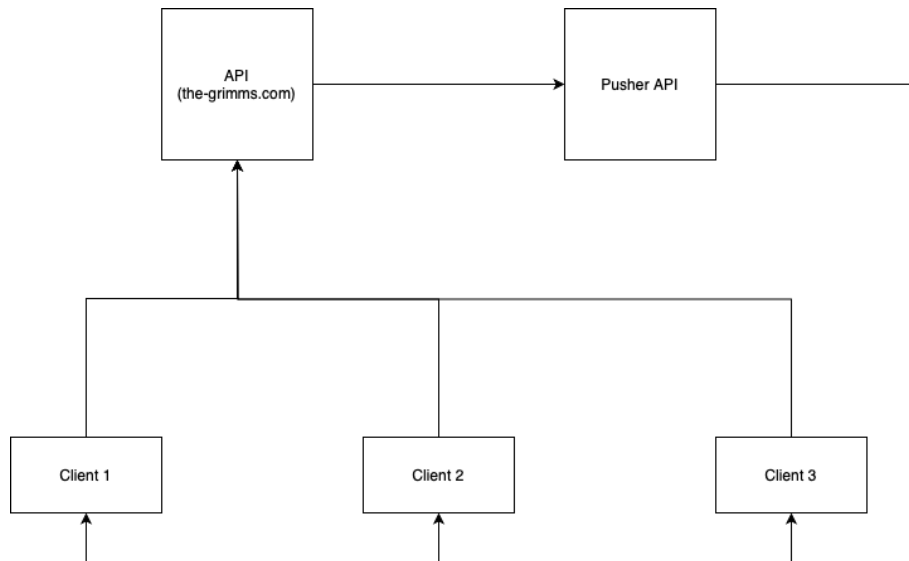 API
(the-grimms.com)
Pusher API
Client 1
Client 2
Client 3